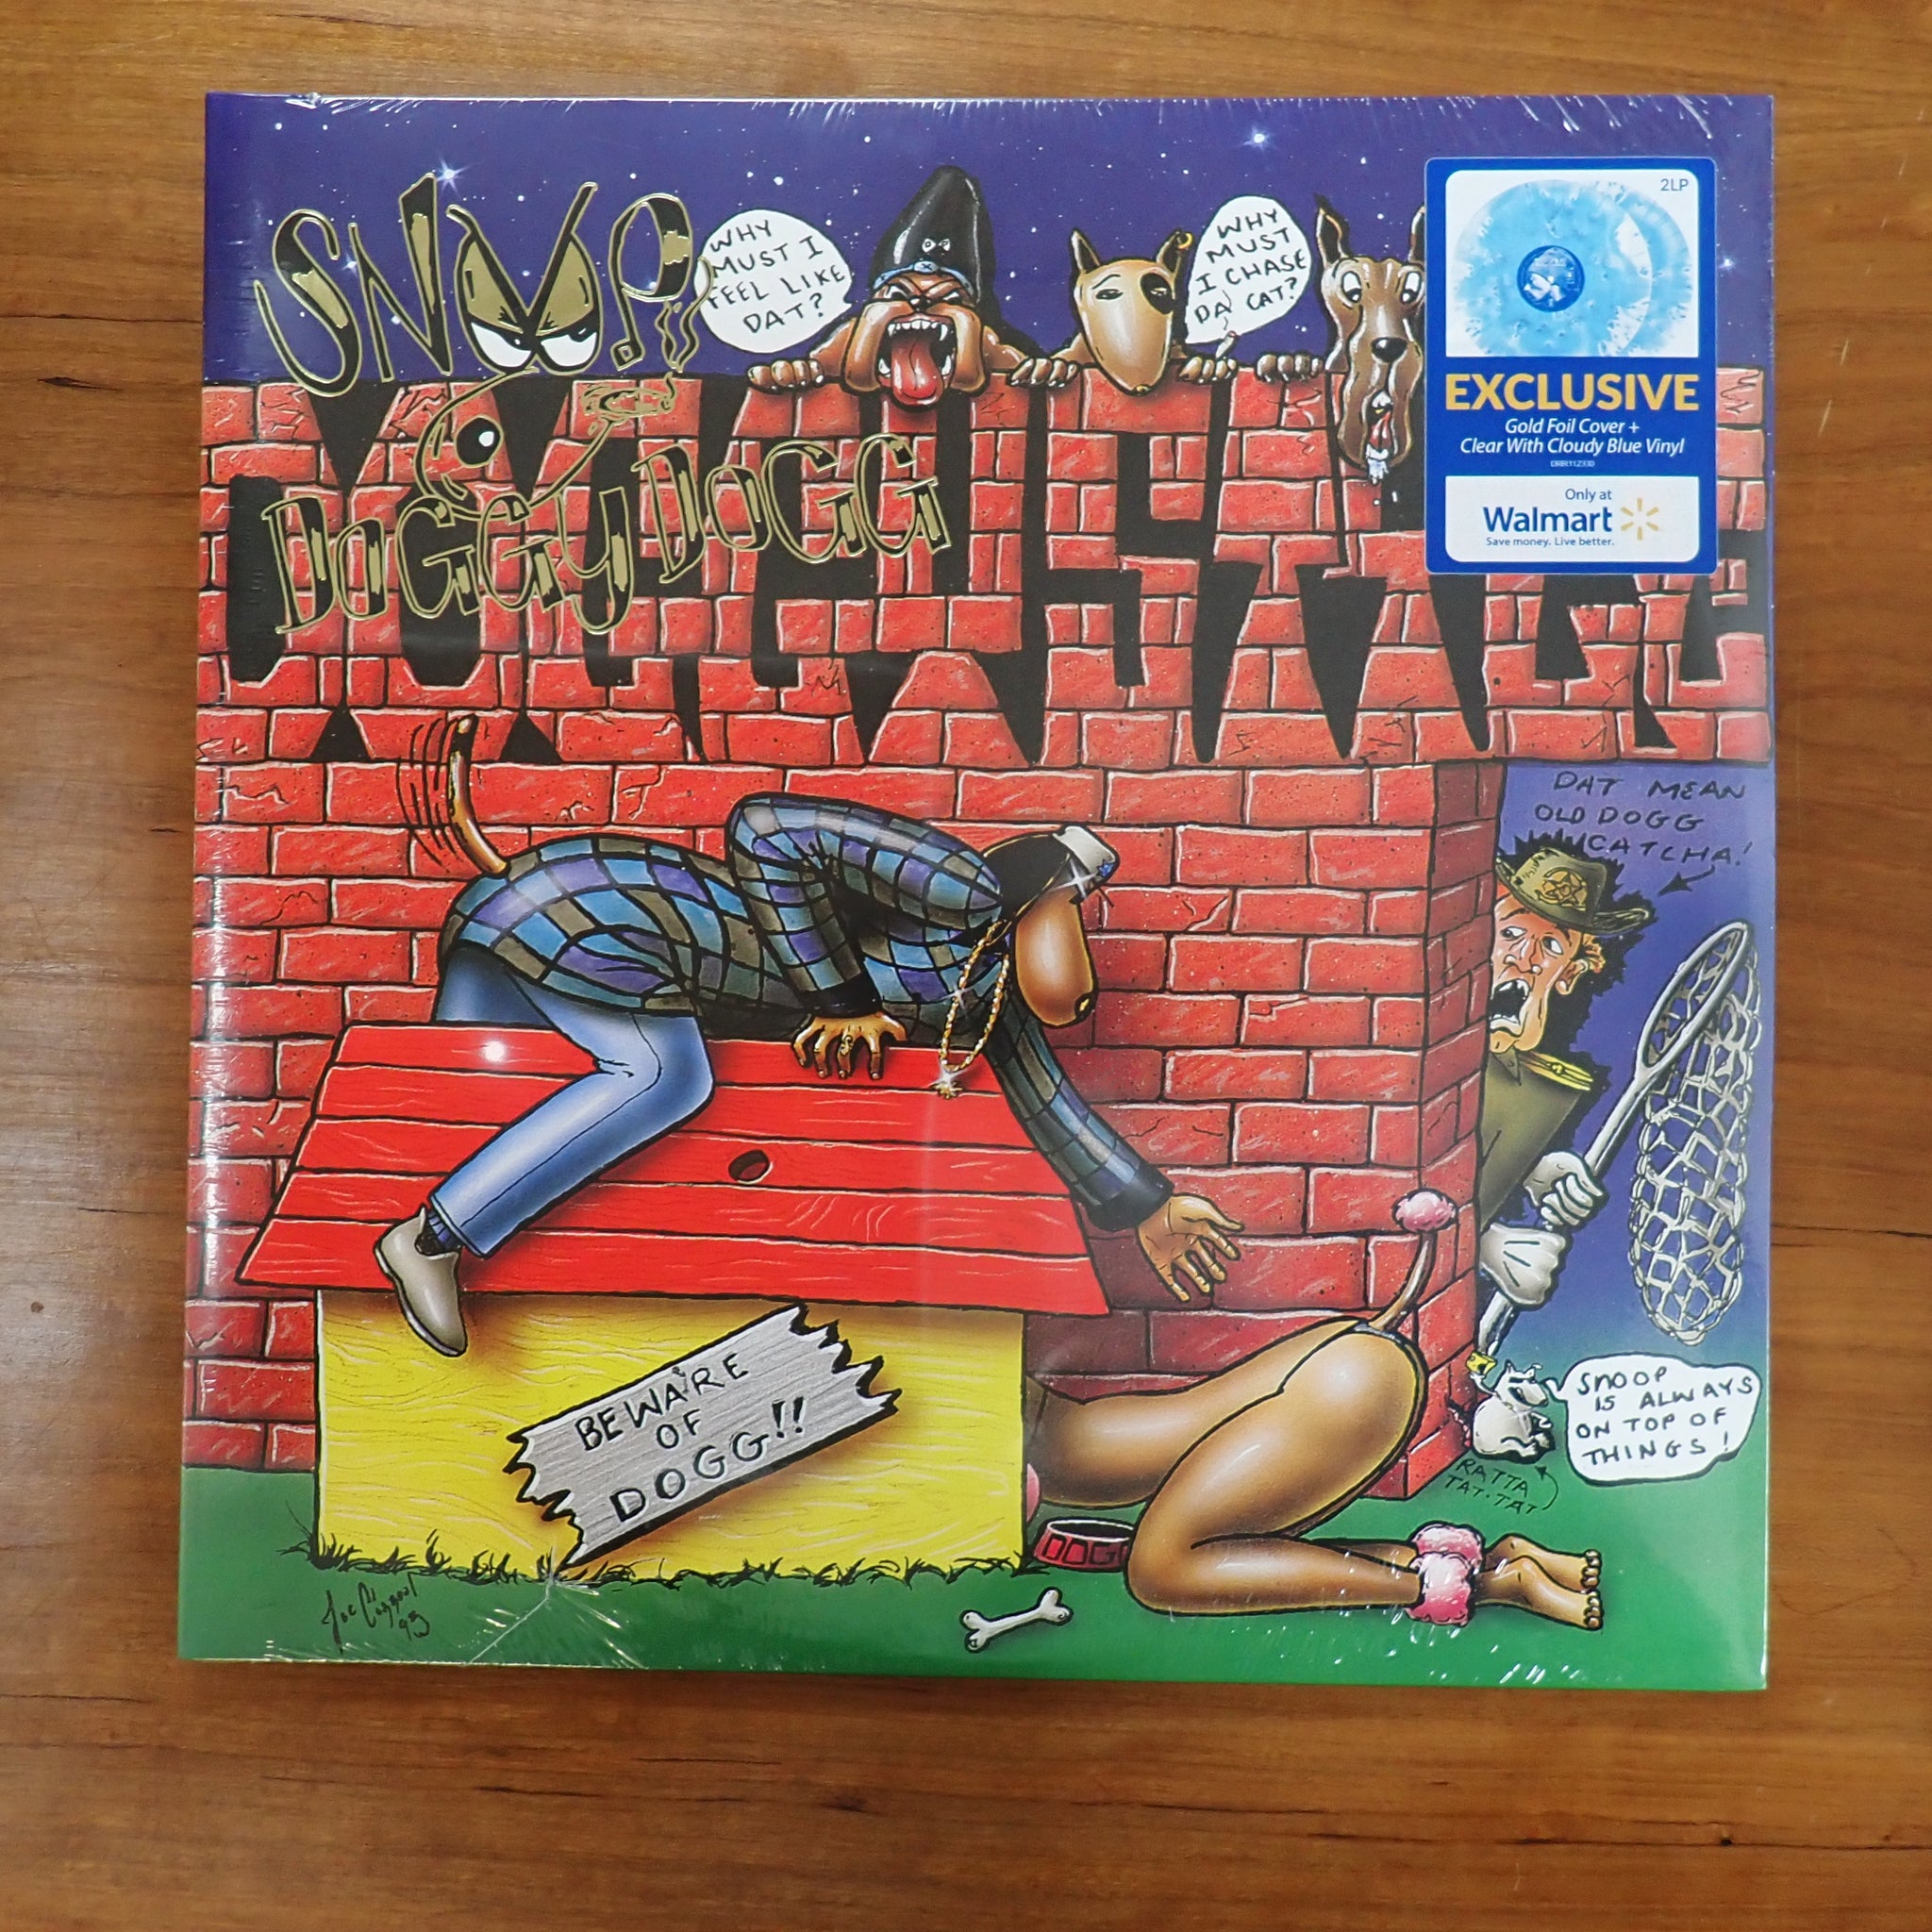 SNOOP
DOGGY DOGG
WHY
MUST I
FEEL LIKE
DAT?
WHY
MUST
I CHASE
DA CAT?
2LP
EXCLUSIVE
Gold Foil Cover +
Clear With Cloudy Blue Vinyl
Only at
Walmart
Save money. Live better.
DOGGYSTYLE
DAT MEAN
OLD DOGG
CATCHA!
BEWARE
OF
DOGG!!
SNOOP
IS ALWAYS
ON TOP OF
THINGS!
RATTA
TAT-TAT
DOGG
93